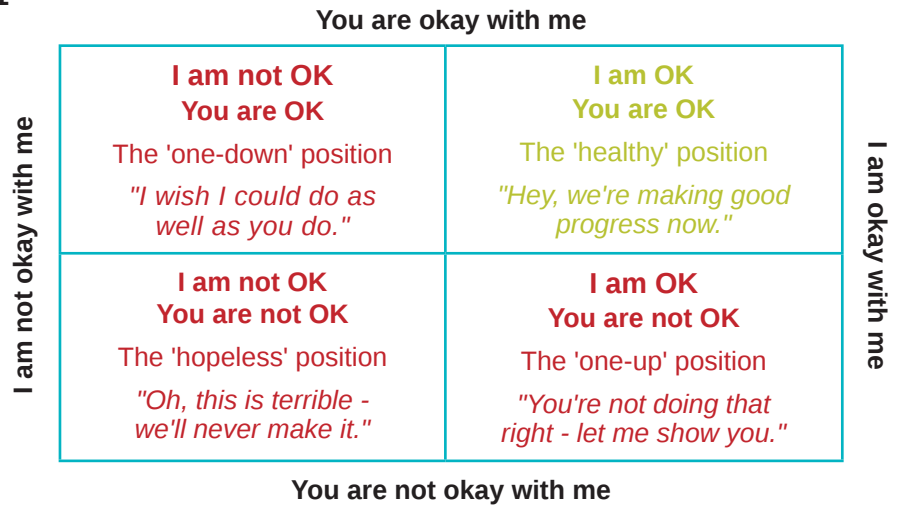 You are okay with me
I am not okay with me
I am not OK
You are OK
The 'one-down' position
"I wish I could do as
well as you do."
I am OK
You are OK
The 'healthy' position
"Hey, we're making good
progress now."
I am okay with me
I am not OK
You are not OK
The 'hopeless' position
"Oh, this is terrible -
we'll never make it."
I am OK
You are not OK
The 'one-up' position
"You're not doing that
right - let me show you."
You are not okay with me